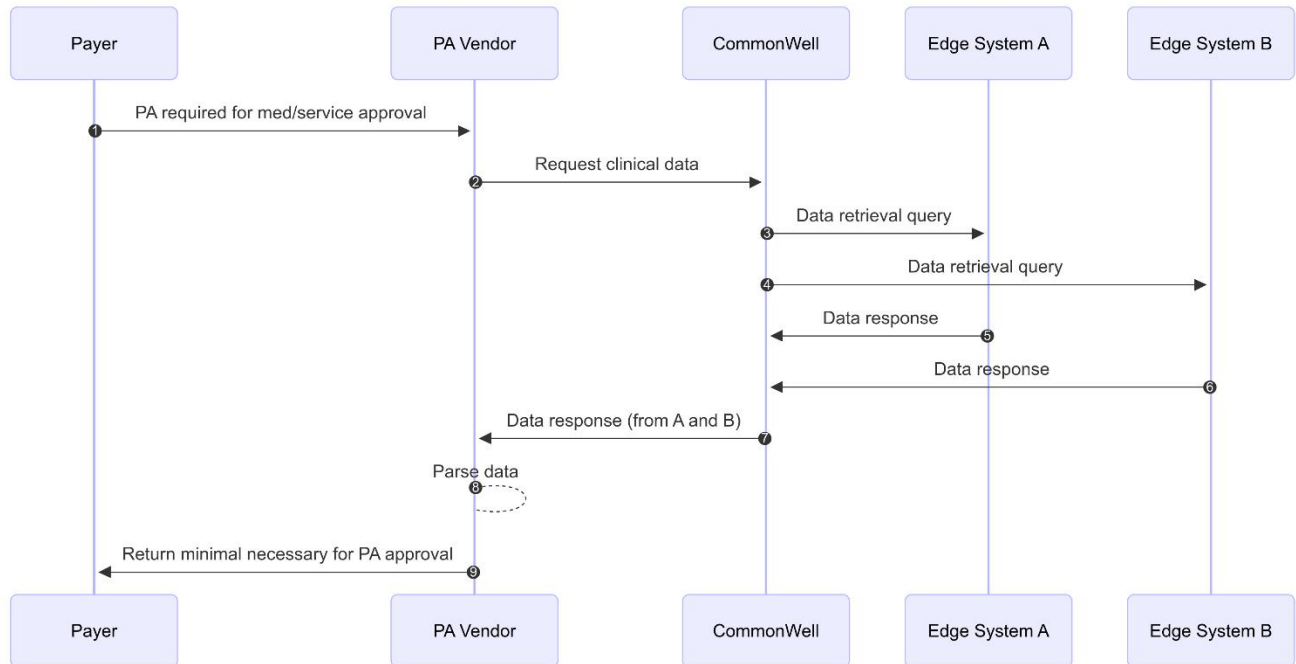 Payer
PA Vendor
CommonWell
Edge System A
Edge System B
PA required for med/service approval
1
Request clinical data
2
Data retrieval query
3
Data retrieval query
4
Data response
5
Data response
6
Data response (from A and B)
7
Parse data
8
Return minimal necessary for PA approval
9
Payer
PA Vendor
CommonWell
Edge System A
Edge System B